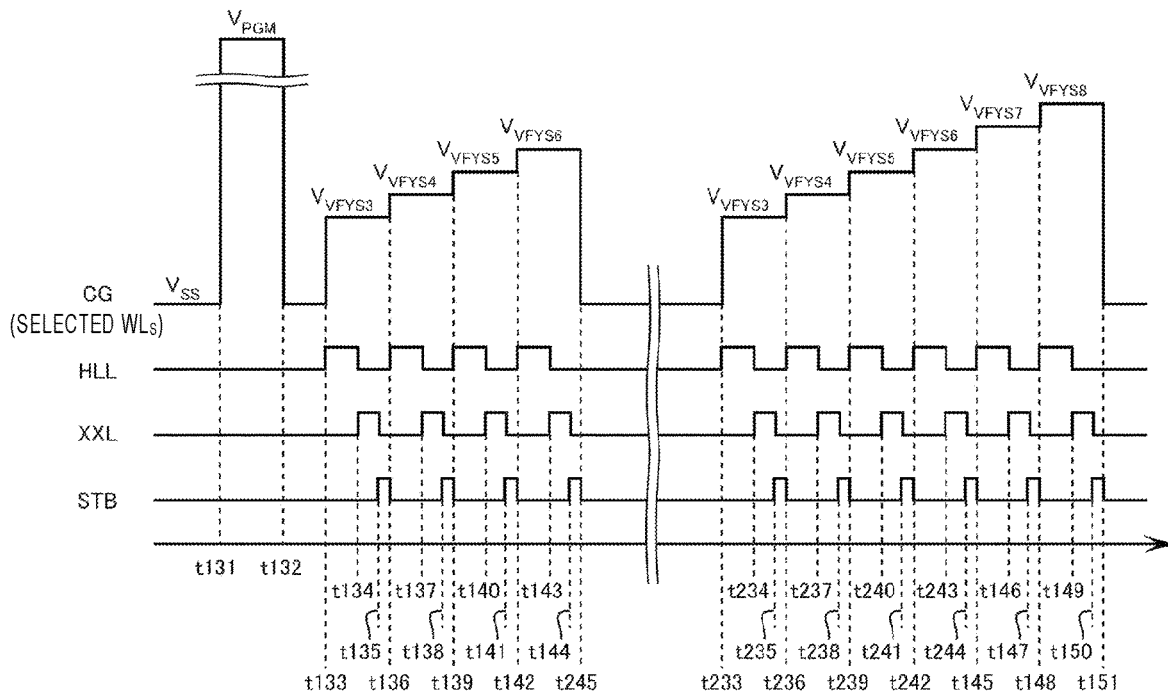 VPGM
VVFYS3
VVFYS4
VVFYS5
VVFYS6
VVFYS3
VVFYS4
VVFYS5
VVFYS6
VVFYS7
VVFYS8
VSS
CG
(SELECTED WLS)
HLL
XXL
STB
t131 t132
t134 t137 t140 t143 t234 t237 t240 t243 t146 t149
t135 t138 t141 t144 t235 t238 t241 t244 t147 t150
t133 t136 t139 t142 t245 t233 t236 t239 t242 t145 t148 t151